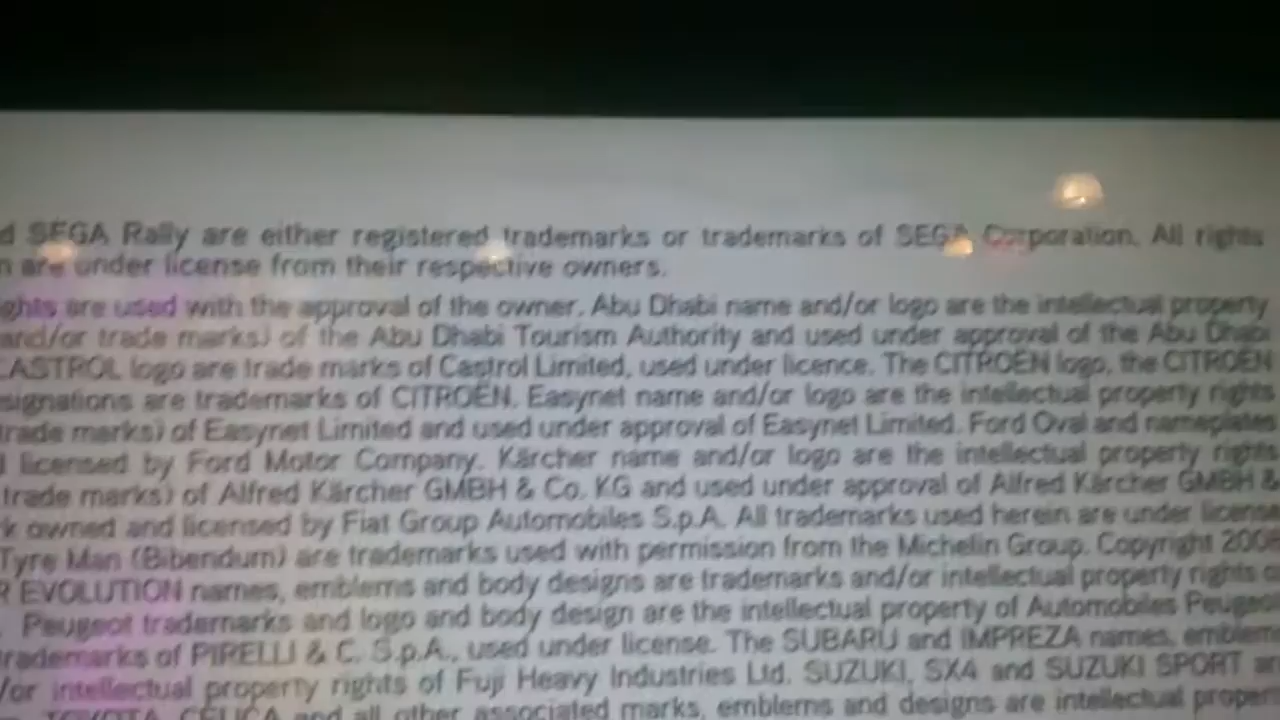 d SEGA Rally are either registered trademarks or trademarks of SEGA Corporation. All rights
n are under license from their respective owners.
ights are used with the approval of the owner. Abu Dhabi name and/or logo are the intellectual property
and/or trade marks) of the Abu Dhabi Tourism Authority and used under approval of the Abu Dhabi
CASTROL logo are trade marks of Castrol Limited, used under licence. The CITROËN logo, the CITROËN
signations are trademarks of CITROËN. Easynet name and/or logo are the intellectual property rights
trade marks) of Easynet Limited and used under approval of Easynet Limited. Ford Oval and nameplates
licensed by Ford Motor Company. Kärcher name and/or logo are the intellectual property rights
trade marks) of Alfred Kärcher GMBH & Co. KG and used under approval of Alfred Kärcher GMBH &
k owned and licensed by Fiat Group Automobiles S.p.A. All trademarks used herein are under license
Tyre Man (Bibendum) are trademarks used with permission from the Michelin Group. Copyright 2008
R EVOLUTION names, emblems and body designs are trademarks and/or intellectual property rights o
. Peugeot trademarks and logo and body design are the intellectual property of Automobiles Peugeot
trademarks of PIRELLI & C. S.p.A., used under license. The SUBARU and IMPREZA names, emblems
/or intellectual property rights of Fuji Heavy Industries Ltd. SUZUKI, SX4 and SUZUKI SPORT an
TOYOTA, CELICA and all other associated marks, emblems and designs are intellectual proper